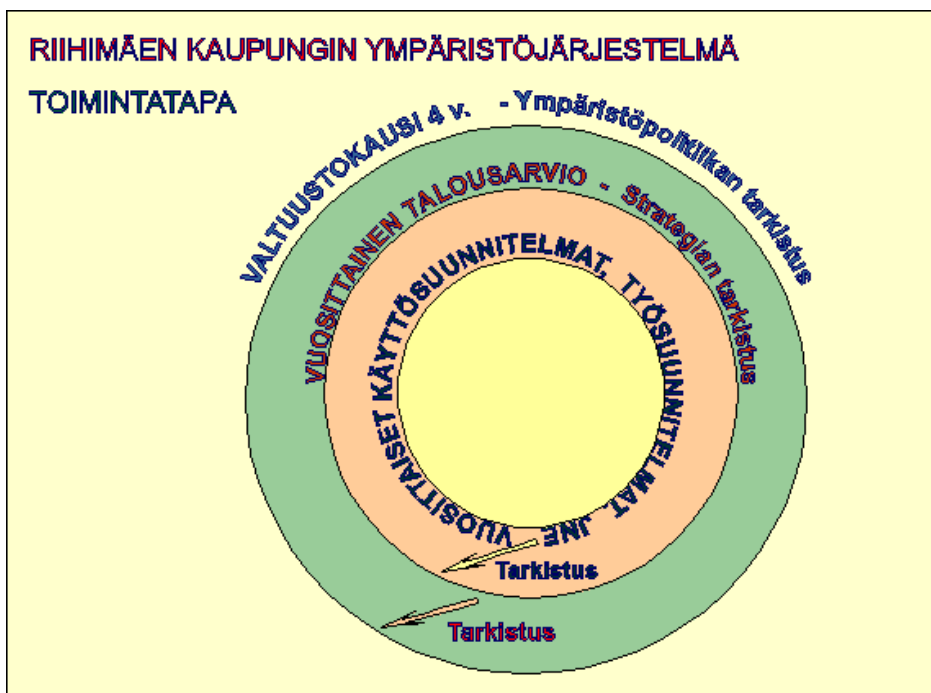 RIIHIMÄEN KAUPUNGIN YMPÄRISTÖJÄRJESTELMÄ
TOIMINTATAPA
VALTUUSTOKAUSI 4 v. - Ympäristöpolitiikan tarkistus
VUOSITTAINEN TALOUSARVIO - Strategian tarkistus
VUOSITTAISET KÄYTTÖSUUNNITELMAT, TYÖSUUNNITELMAT, JNE
Tarkistus
Tarkistus